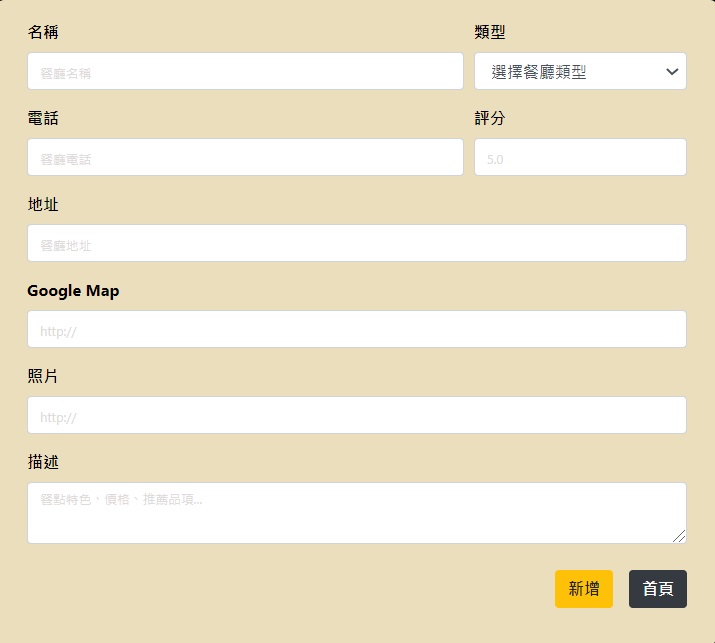 名稱
類型
餐廳名稱
選擇餐廳類型
電話
評分
餐廳電話
5.0
地址
餐廳地址
Google Map
http://
照片
http://
描述
餐點特色、價格、推薦品項...
新增
首頁